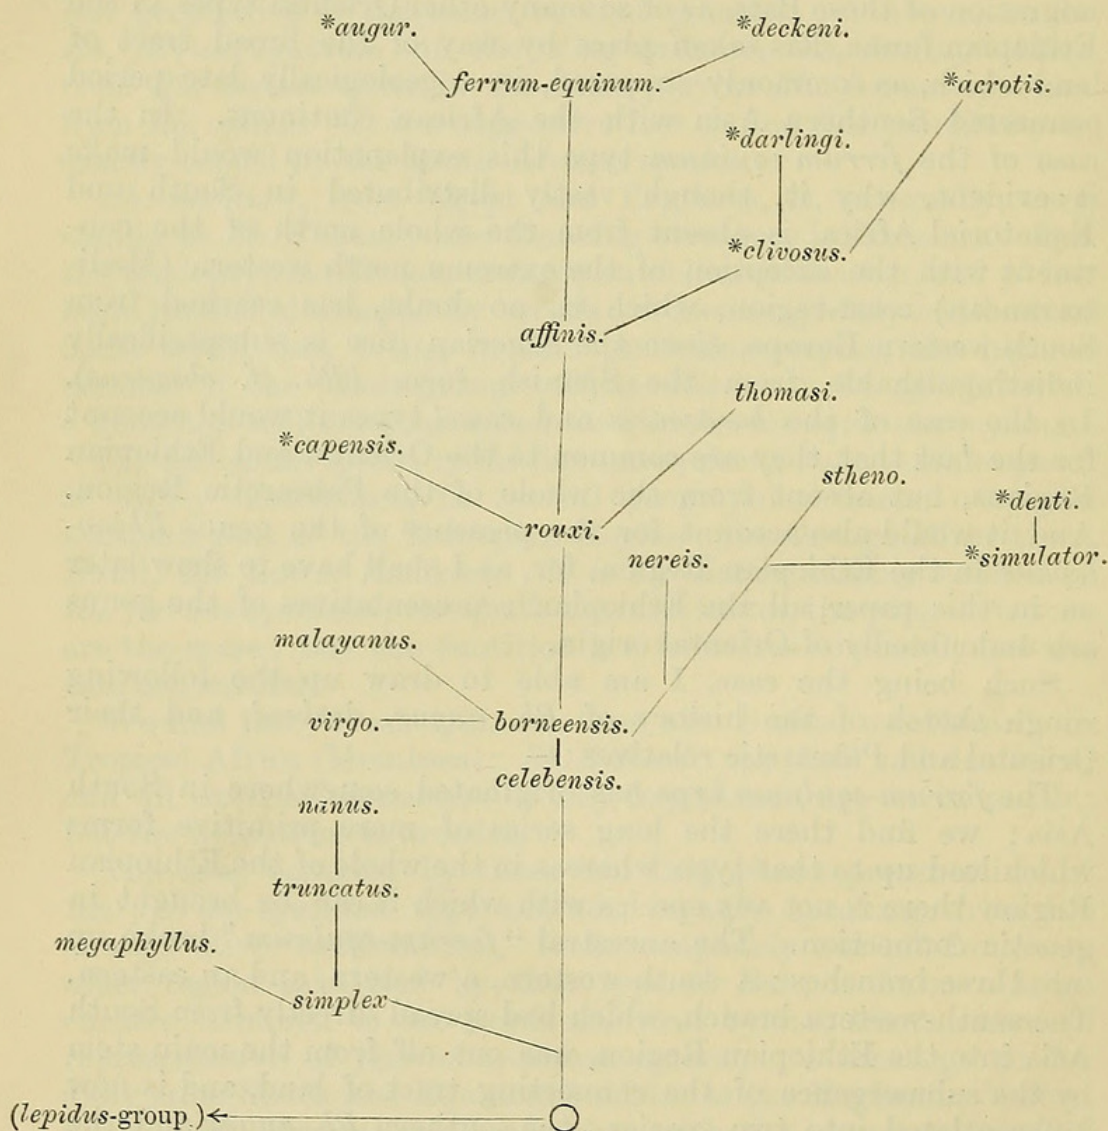 *augur.
*deckeni.
ferrum-equinum.
*acrotis.
*darlingi.
*clivosus.
affinis.
thomasi.
*capensis.
stheno.
*denti.
rouxi.
nereis.
*simulator.
malayanus.
virgo.
borneensis.
celebensis.
nanus.
truncatus.
megaphyllus.
simplex
(lepidus-group.)